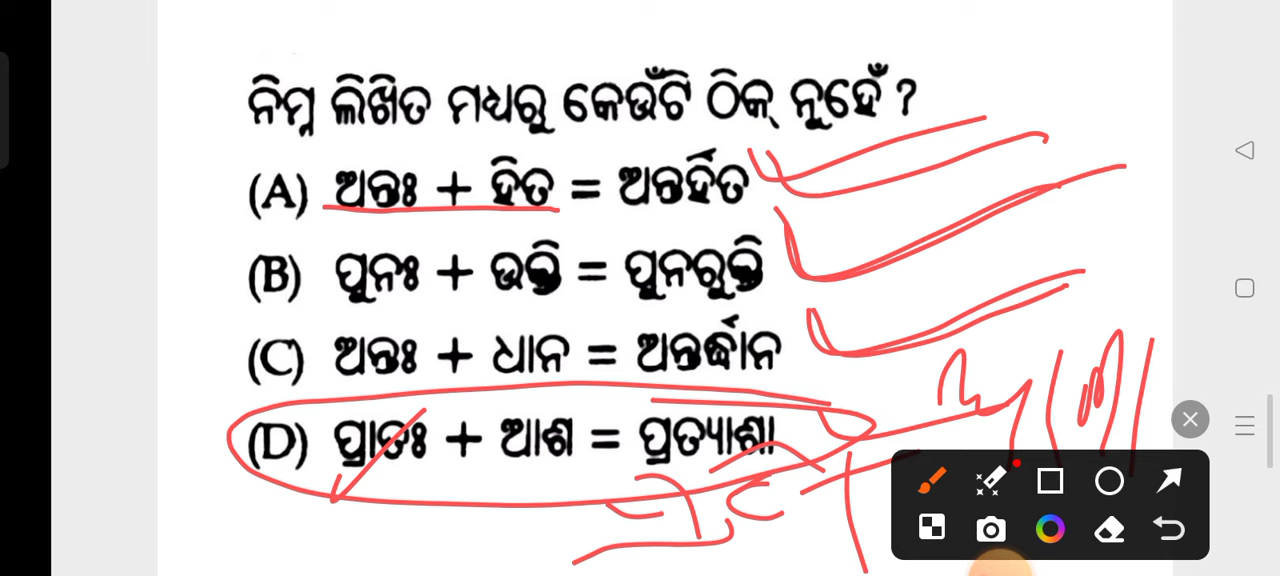 ନିମ୍ନ ଲିଖିତ ମଧ୍ୟରୁ କେଉଁଟି ଠିକ୍ ନୁହେଁ ?
(A) ଅନ୍ତଃ + ହିତ = ଅନ୍ତର୍ହିତ
(B) ପୁନଃ + ଉକ୍ତି = ପୁନରୁକ୍ତି
(C) ଅନ୍ତଃ + ଧାନ = ଅନ୍ତର୍ଦ୍ଧାନ
(D) ପ୍ରାତଃ + ଆଶ = ପ୍ରତ୍ୟାଶା